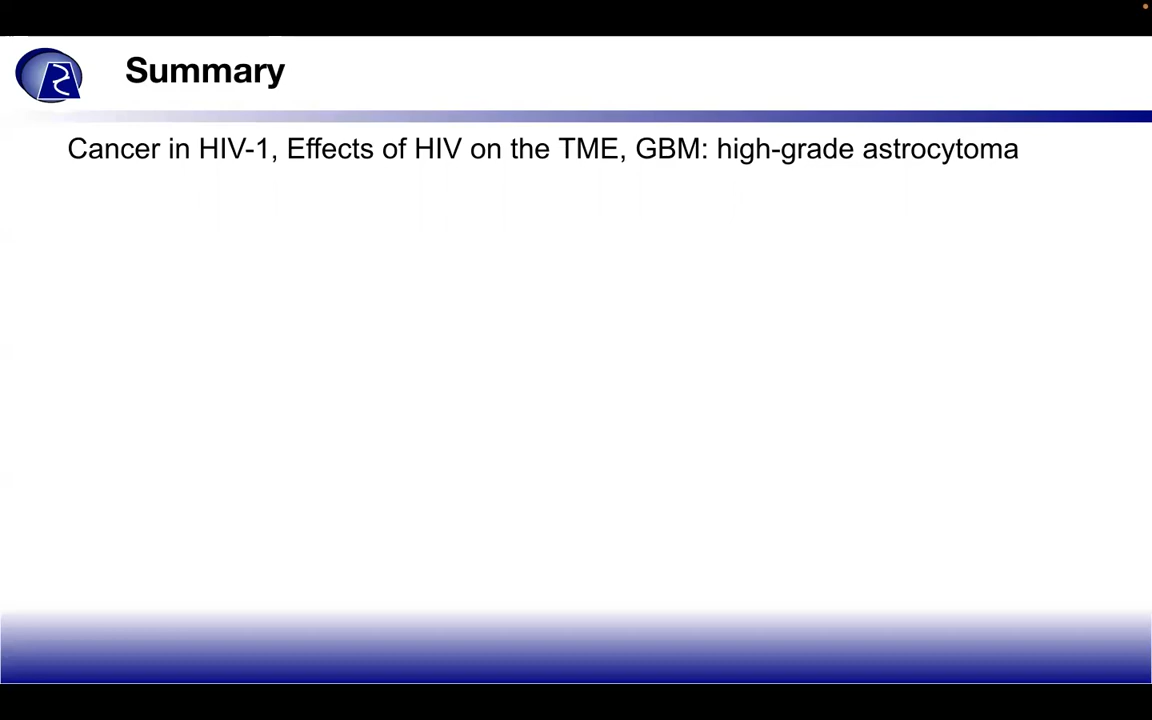 Summary
Cancer in HIV-1, Effects of HIV on the TME, GBM: high-grade astrocytoma